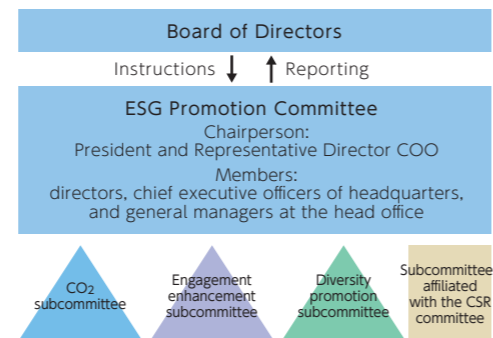 Board of Directors
Instructions
Reporting
ESG Promotion Committee
Chairperson:
President and Representative Director COO
Members:
directors, chief executive officers of headquarters,
and general managers at the head office
CO2
subcommittee
Engagement
enhancement
subcommittee
Diversity
promotion
subcommittee
Subcommittee
affiliated
with the CSR
committee